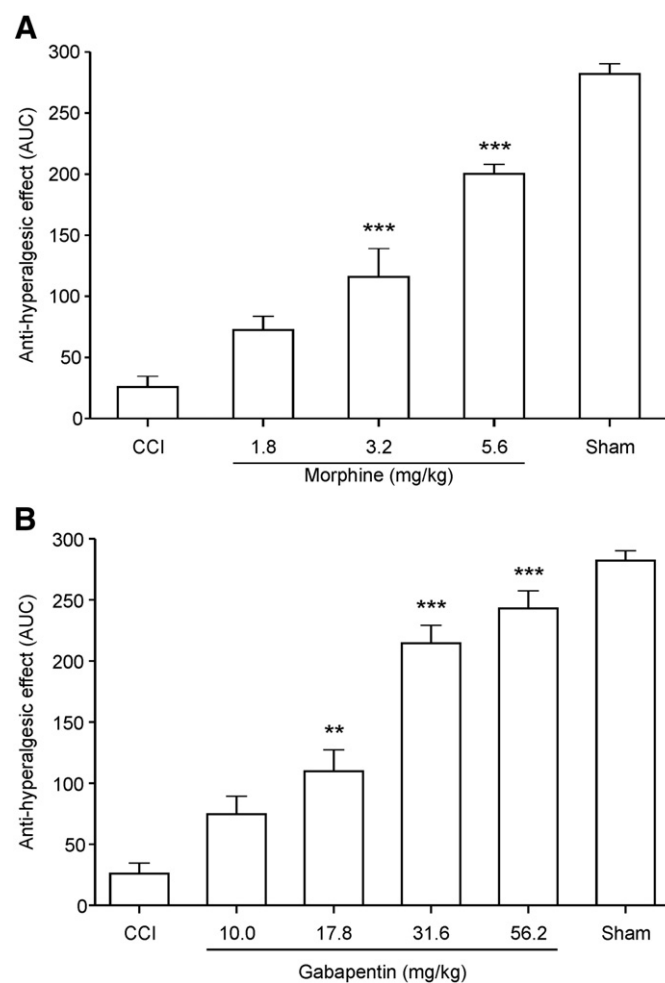 A
Anti-hyperalgesic effect (AUC)
300
250
200
150
100
50
0
***
***
CCI 1.8 3.2 5.6 Sham
Morphine (mg/kg)
B
Anti-hyperalgesic effect (AUC)
300
250
200
150
100
50
0
**
***
***
CCI 10.0 17.8 31.6 56.2 Sham
Gabapentin (mg/kg)